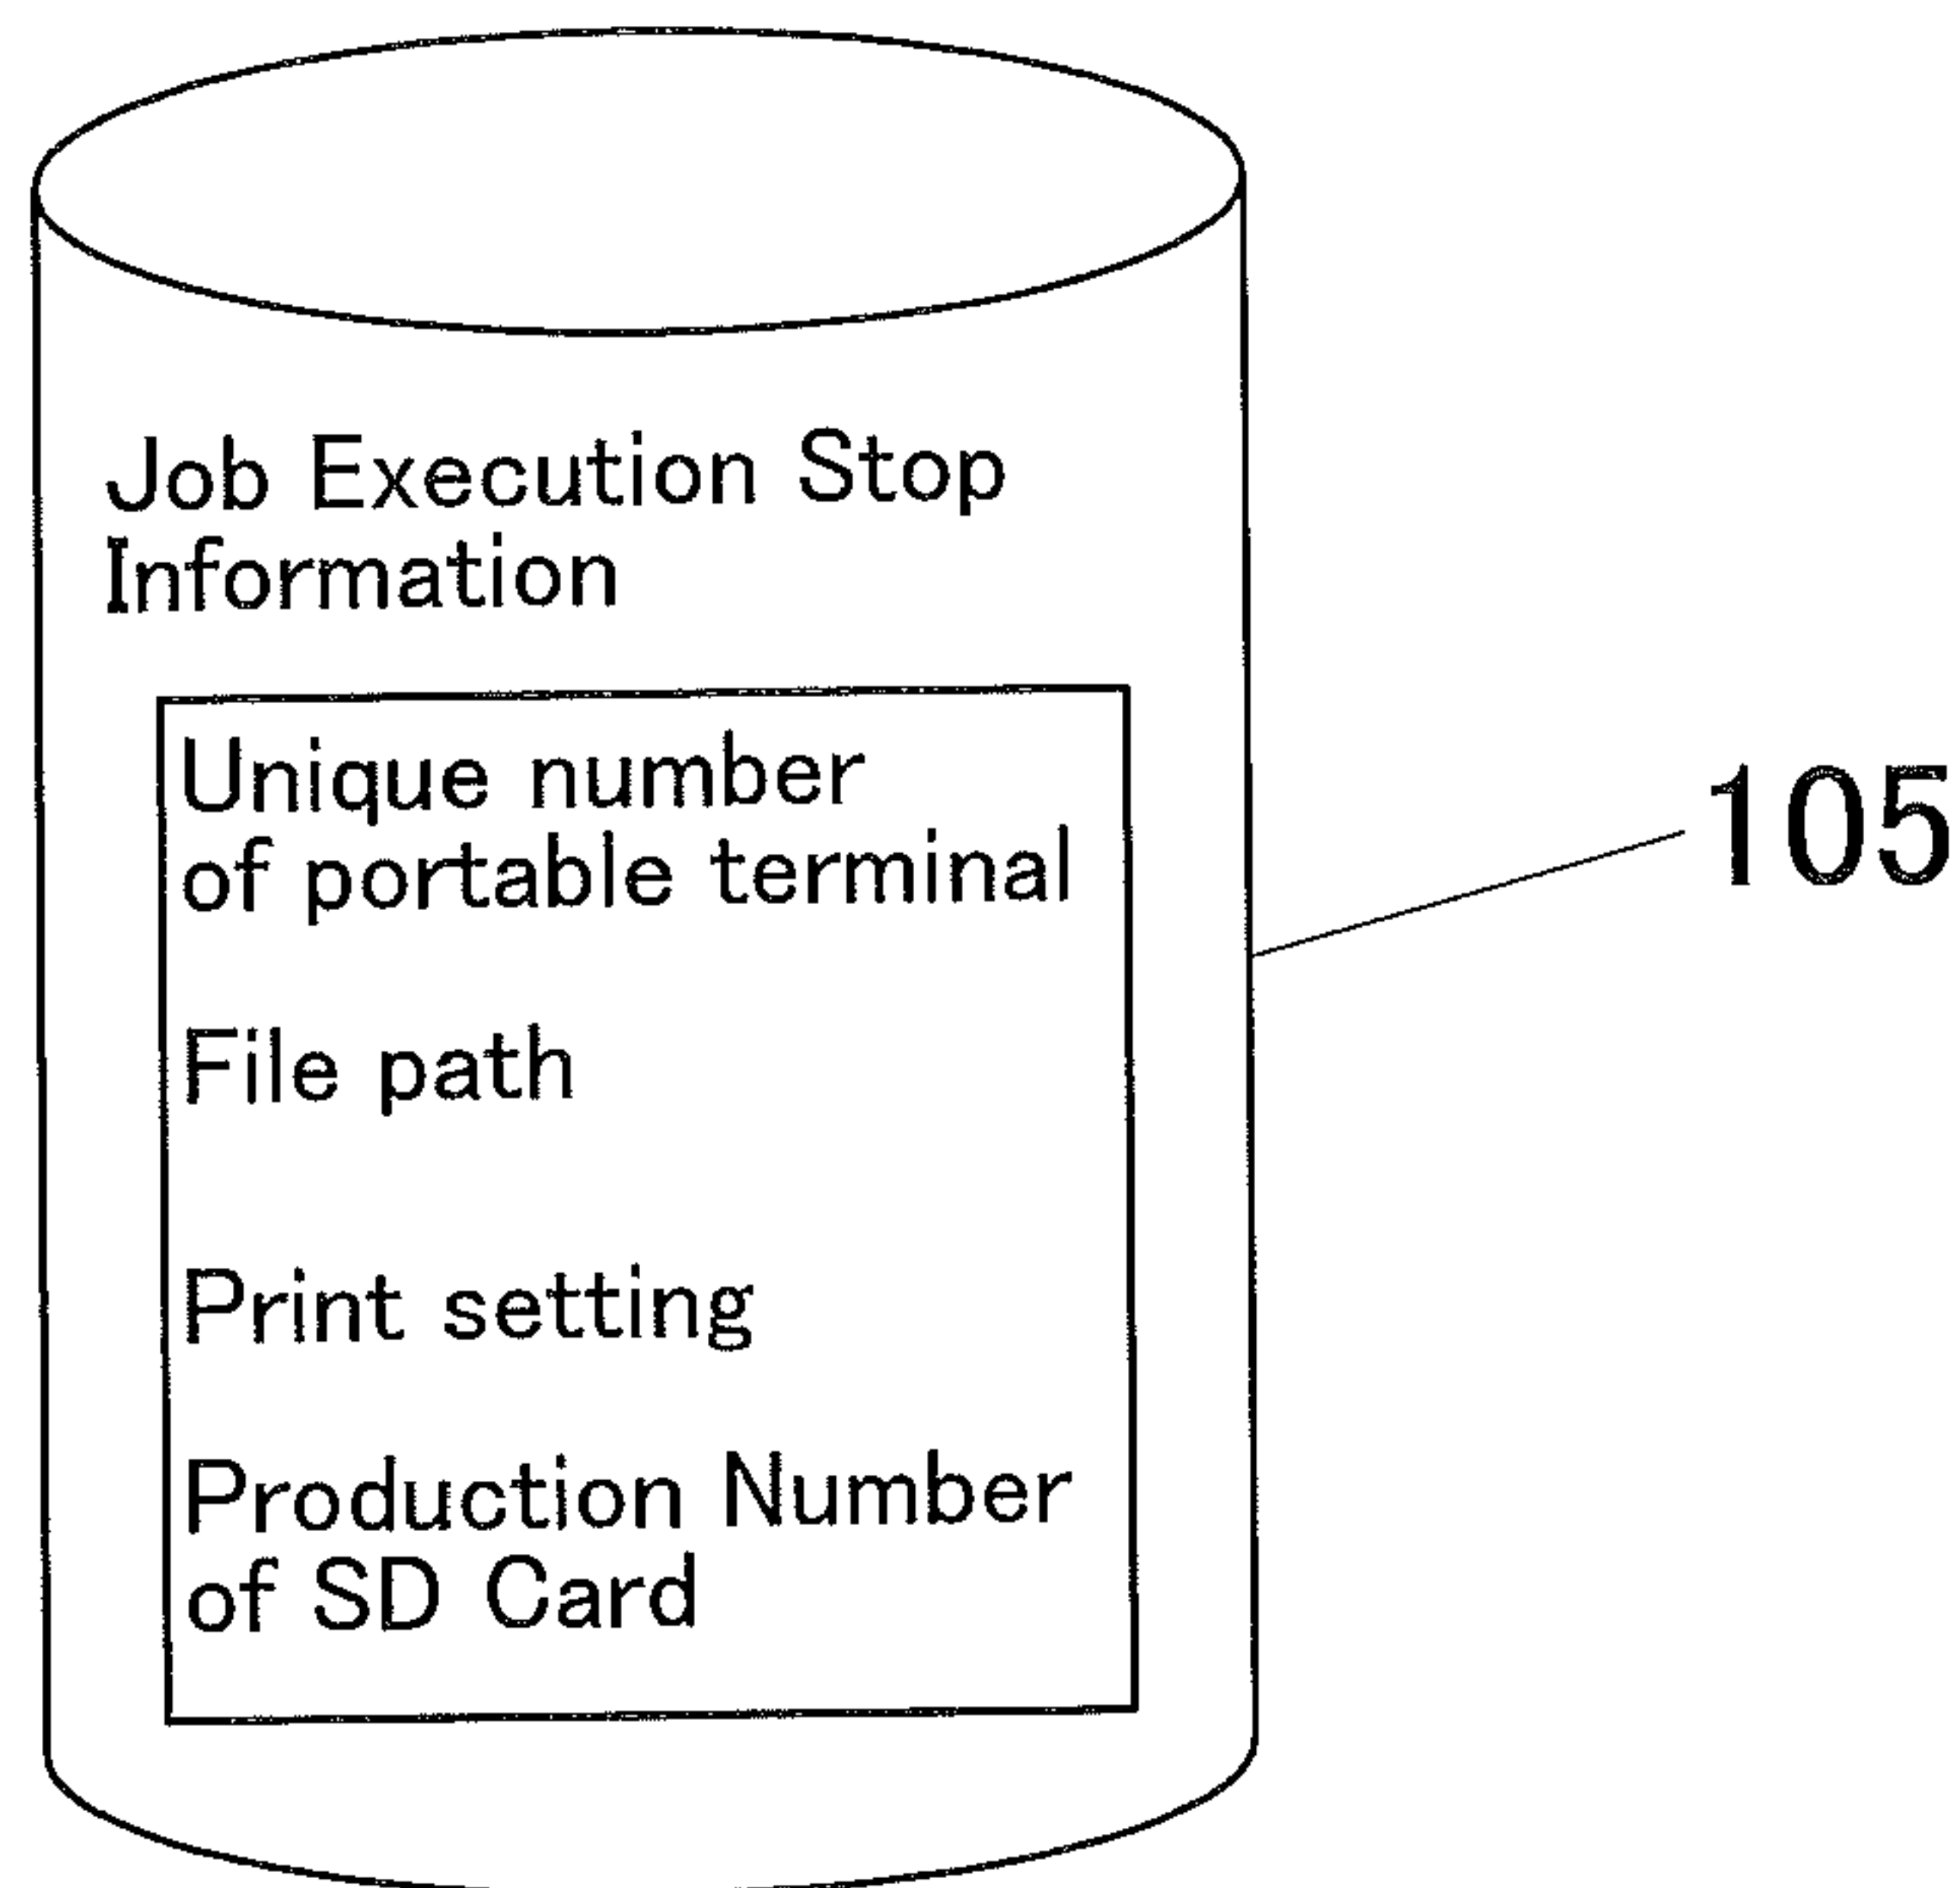 Job Execution Stop
Information
Unique number
of portable terminal
File path
Print setting
Production Number
of SD Card
105